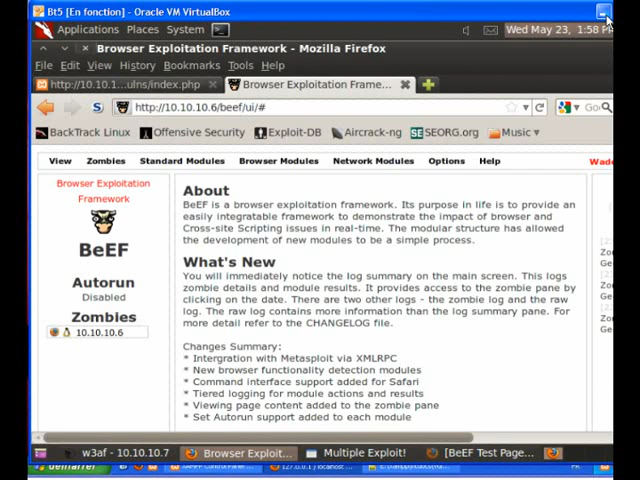 Bt5 [En fonction] - Oracle VM VirtualBox
Applications Places System Wed May 23, 1:58 P
Browser Exploitation Framework - Mozilla Firefox
File Edit View History Bookmarks Tools Help
http://10.10.1...ulns/index.php Browser Exploitation Frame...
http://10.10.10.6/beef/ui/#
BackTrack Linux Offensive Security Exploit-DB Aircrack-ng SEORG.org Music
View Zombies Standard Modules Browser Modules Network Modules Options Help
Browser Exploitation
Framework
BeEF
Autorun
Disabled
Zombies
10.10.10.6
About
BeEF is a browser exploitation framework. Its purpose in life is to provide an
easily integratable framework to demonstrate the impact of browser and
Cross-site Scripting issues in real-time. The modular structure has allowed
the development of new modules to be a simple process.
What's New
You will immediately notice the log summary on the main screen. This logs
zombie details and module results. It provides access to the zombie pane by
clicking on the date. There are two other logs - the zombie log and the raw
log. The raw log contains more information than the log summary pane. For
more detail refer to the CHANGELOG file.
Changes Summary:
* Intergration with Metasploit via XMLRPC
* New browser functionality detection modules
* Command interface support added for Safari
* Tiered logging for module actions and results
* Viewing page content added to the zombie pane
* Set Autorun support added to each module
w3af - 10.10.10.7 Browser Exploitat... Multiple Exploit! [BeEF Test Page...